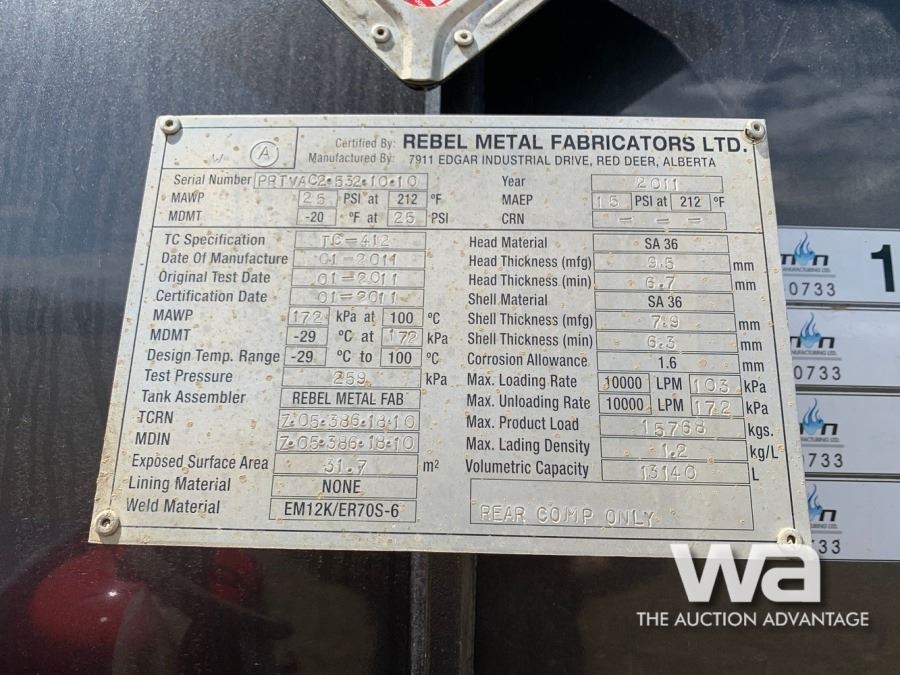 W A
Certified By: REBEL METAL FABRICATORS LTD.
Manufactured By: 7911 EDGAR INDUSTRIAL DRIVE, RED DEER, ALBERTA
Serial Number PRTVAC2·532·10·10 Year 2011
MAWP 25 PSI at 212 °F MAEP 15 PSI at 212 °F
MDMT -20 °F at 25 PSI CRN - - -
TC Specification TC-412
Date Of Manufacture 01-2011
Original Test Date 01-2011
Certification Date 01-2011
MAWP 172 kPa at 100 °C
MDMT -29 °C at 172 kPa
Design Temp. Range -29 °C to 100 °C
Test Pressure 259 kPa
Tank Assembler REBEL METAL FAB
TCRN 7·05·386·18·10
MDIN 7·05·386·18·10
Exposed Surface Area 31.7 m²
Lining Material NONE
Weld Material EM12K/ER70S-6
Head Material SA 36
Head Thickness (mfg) 9.5 mm
Head Thickness (min) 6.7 mm
Shell Material SA 36
Shell Thickness (mfg) 7.9 mm
Shell Thickness (min) 6.3 mm
Corrosion Allowance 1.6 mm
Max. Loading Rate 10000 LPM 103 kPa
Max. Unloading Rate 10000 LPM 172 kPa
Max. Product Load 15768 kgs.
Max. Lading Density 1.2 kg/L
Volumetric Capacity 13140 L
REAR COMP ONLY
1
0733
0733
0733
0733
wa
THE AUCTION ADVANTAGE